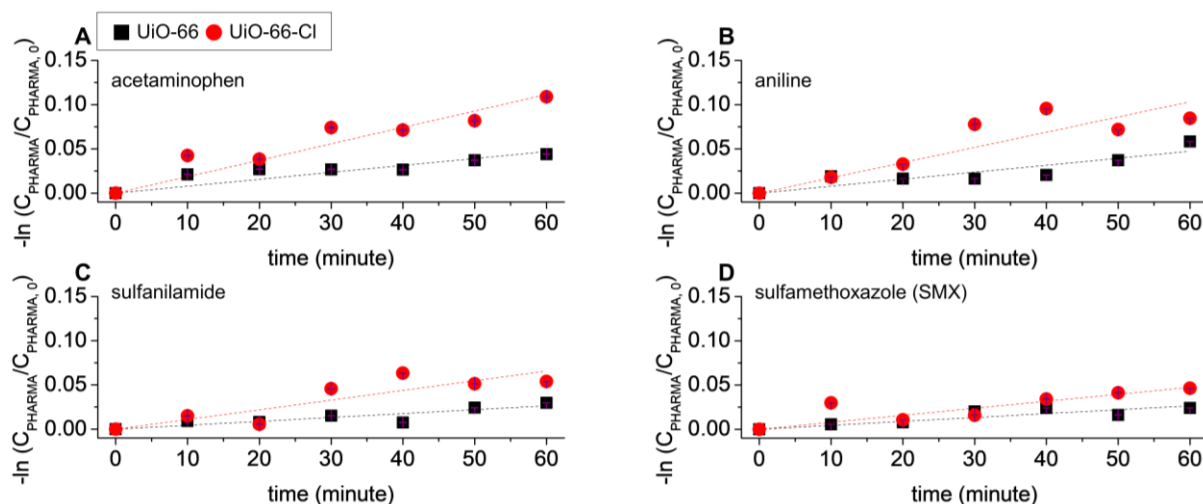 UiO-66 UiO-66-Cl
A
acetaminophen
-ln (C_PHARMA/C_PHARMA, 0)
0.15
0.10
0.05
0.00
0 10 20 30 40 50 60
time (minute)
B
aniline
-ln (C_PHARMA/C_PHARMA, 0)
0.15
0.10
0.05
0.00
0 10 20 30 40 50 60
time (minute)
C
sulfanilamide
-ln (C_PHARMA/C_PHARMA, 0)
0.15
0.10
0.05
0.00
0 10 20 30 40 50 60
time (minute)
D
sulfamethoxazole (SMX)
-ln (C_PHARMA/C_PHARMA, 0)
0.15
0.10
0.05
0.00
0 10 20 30 40 50 60
time (minute)